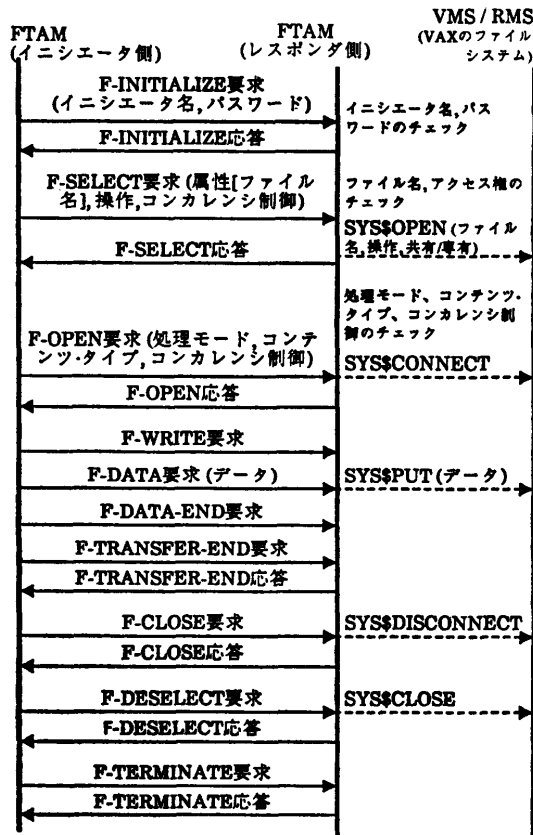 FTAM
(イニシエータ側)
FTAM
(レスポンダ側)
VMS / RMS
(VAXのファイル
システム)
F-INITIALIZE要求
(イニシエータ名,パスワード)
イニシエータ名,パス
ワードのチェック
F-INITIALIZE応答
F-SELECT要求 (属性[ファイル
名],操作,コンカレンシ制御)
ファイル名,アクセス権の
チェック
SYS$OPEN (ファイル
名,操作,共有/専有)
F-SELECT応答
処理モード、コンテンツ・
タイプ、コンカレンシ制
御のチェック
F-OPEN要求 (処理モード,コンテ
ンツ・タイプ,コンカレンシ制御)
SYS$CONNECT
F-OPEN応答
F-WRITE要求
F-DATA要求 (データ)
SYS$PUT (データ)
F-DATA-END要求
F-TRANSFER-END要求
F-TRANSFER-END応答
F-CLOSE要求
SYS$DISCONNECT
F-CLOSE応答
F-DESELECT要求
SYS$CLOSE
F-DESELECT応答
F-TERMINATE要求
F-TERMINATE応答